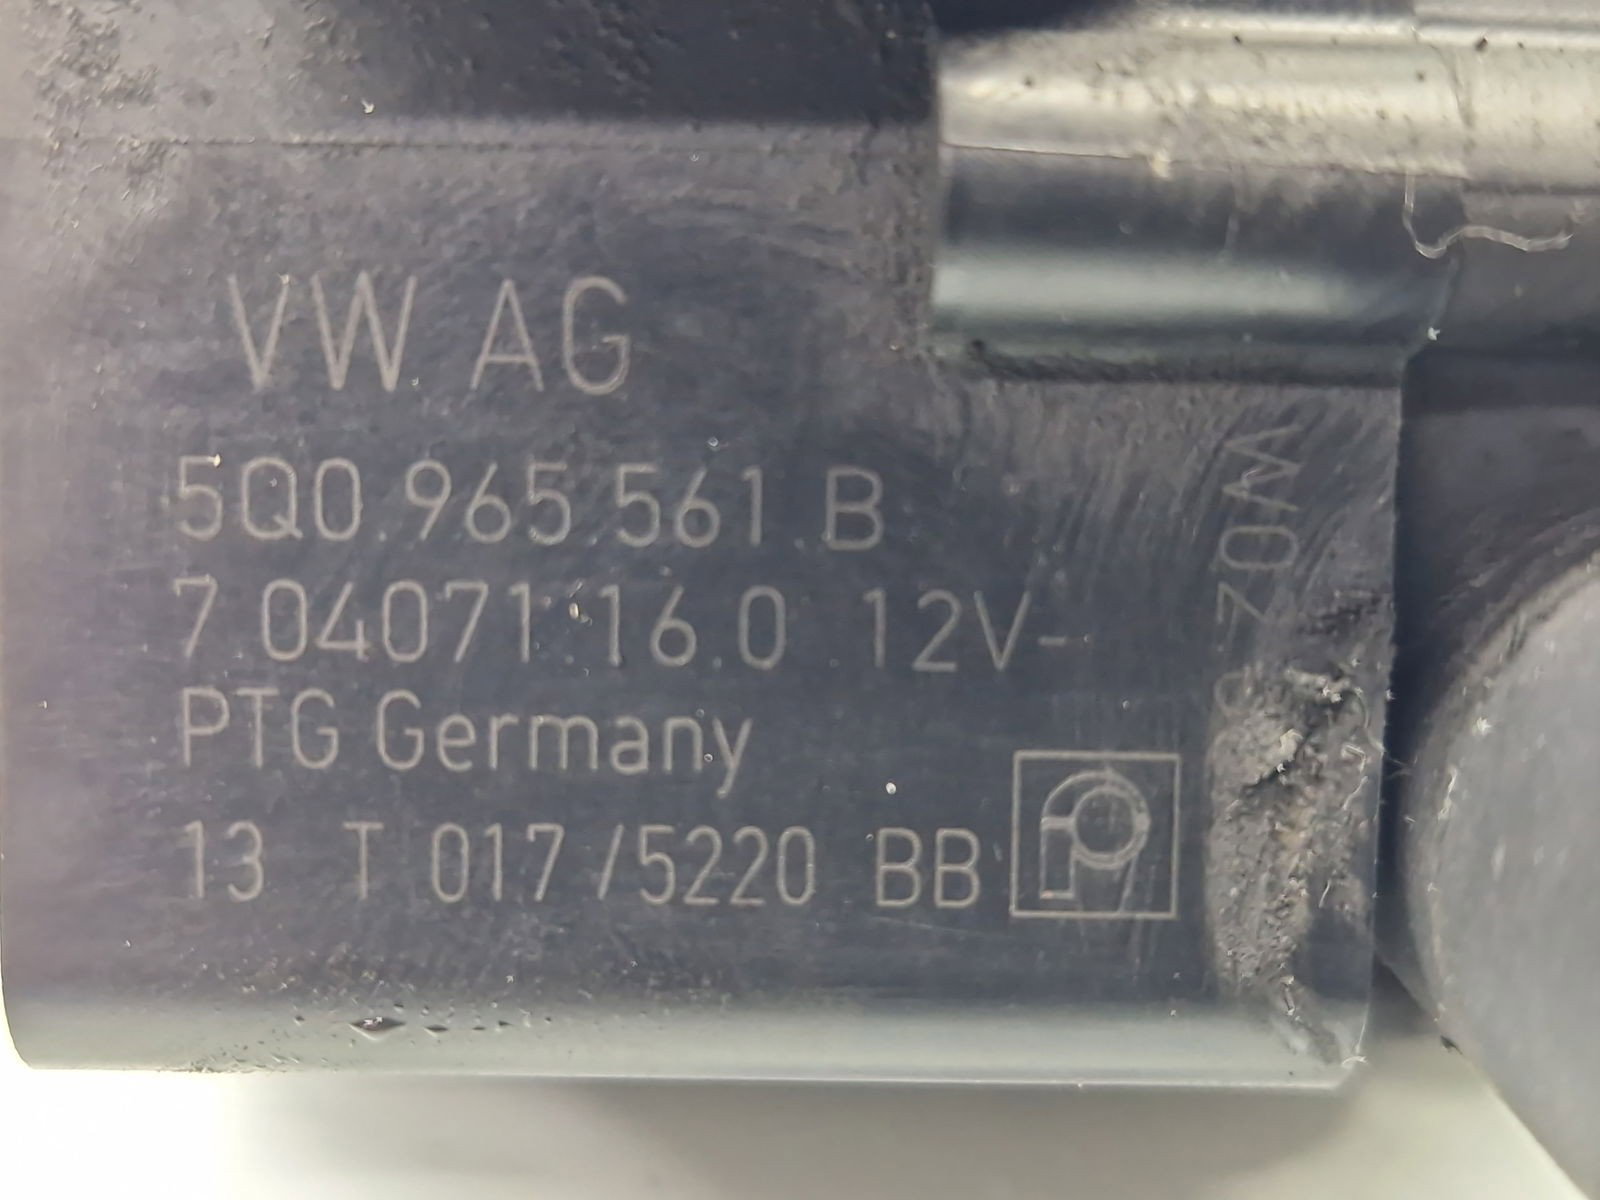 VW AG
5Q0.965.561.B
7.04071.16.0 12V-
PTG Germany
13 T 017 /5220 BB